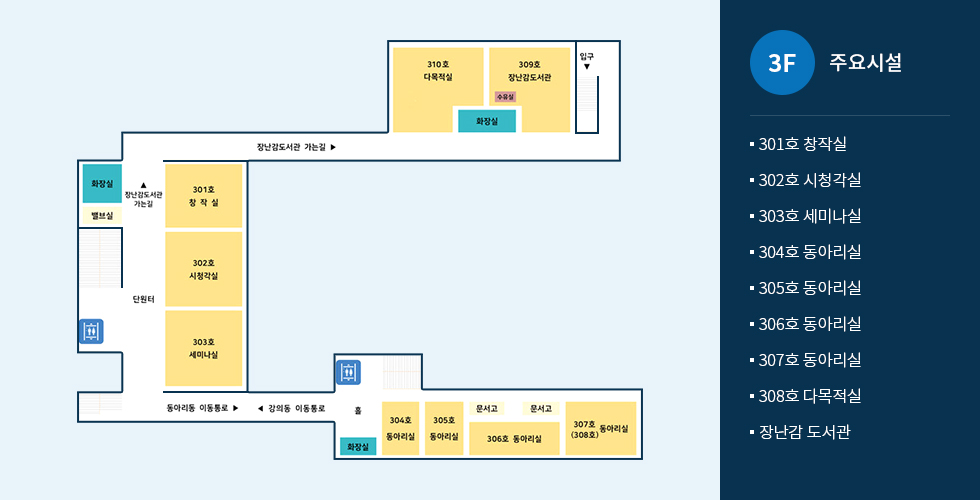 310호
다목적실
309호
장난감도서관
수유실
화장실
입구
▼
장난감도서관 가는길 ▶
화장실
밸브실
▲
장난감도서관
가는길
301호
창 작 실
302호
시청각실
단원터
303호
세미나실
동아리동 이동통로 ▶
◀ 강의동 이동통로
홀
화장실
304호
동아리실
305호
동아리실
문서고
문서고
306호 동아리실
307호
(308호)
동아리실
3F 주요시설
▪ 301호 창작실
▪ 302호 시청각실
▪ 303호 세미나실
▪ 304호 동아리실
▪ 305호 동아리실
▪ 306호 동아리실
▪ 307호 동아리실
▪ 308호 다목적실
▪ 장난감 도서관